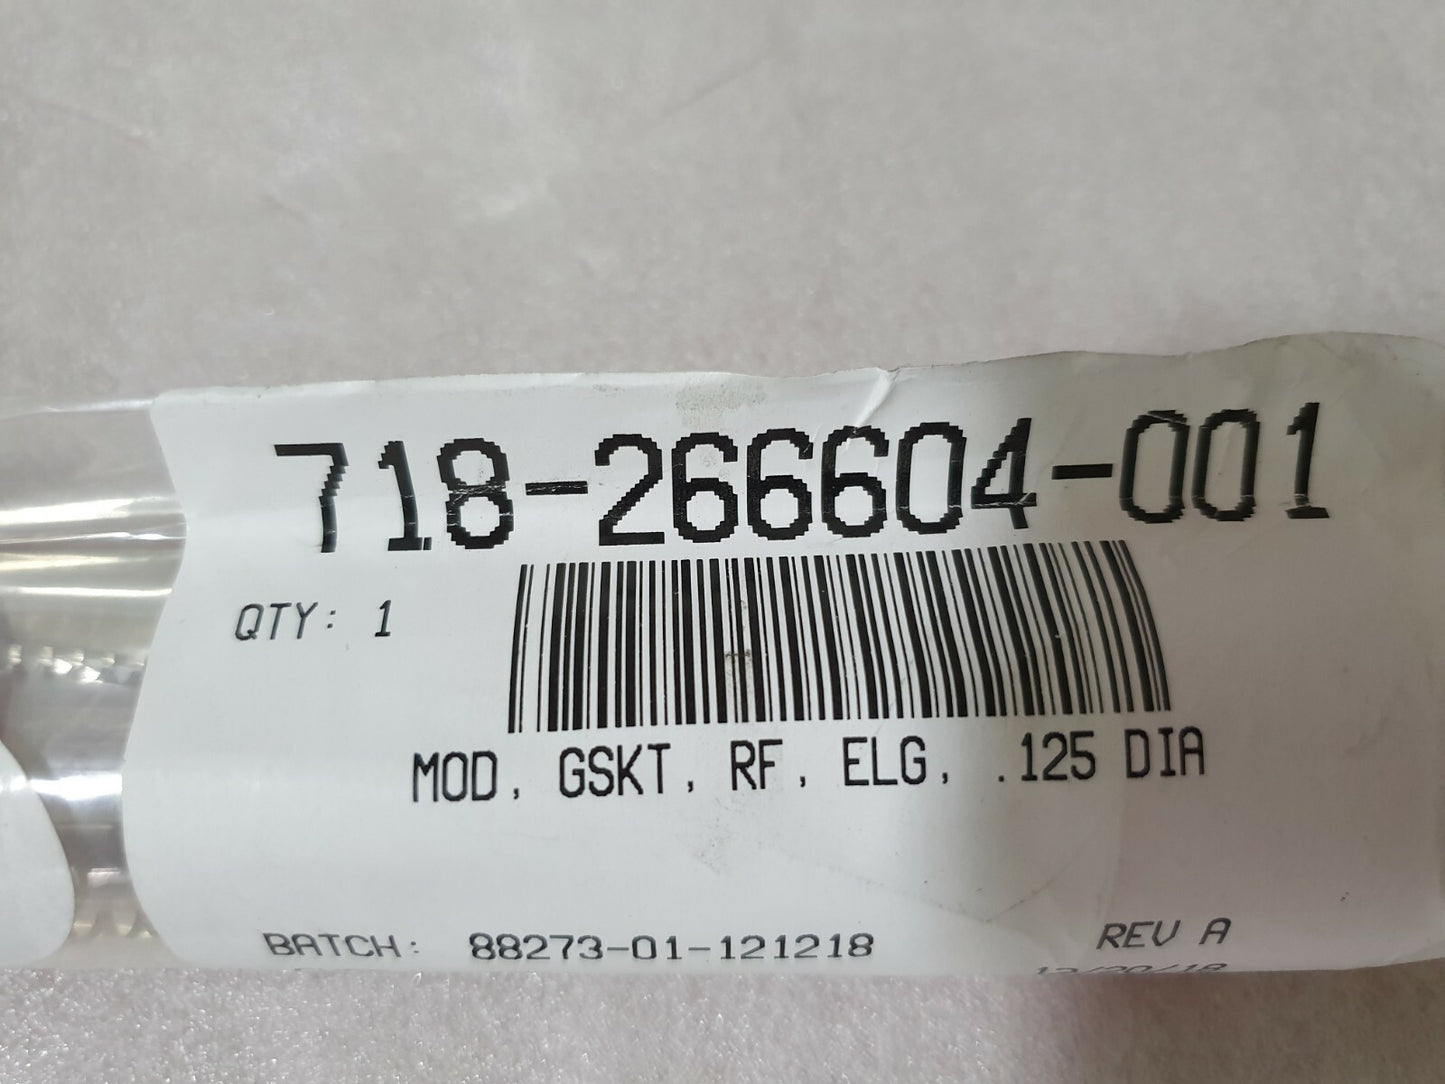 718-266604-001
QTY: 1
MOD, GSKT, RF, ELG, .125 DIA
BATCH: 88273-01-121218
REV A